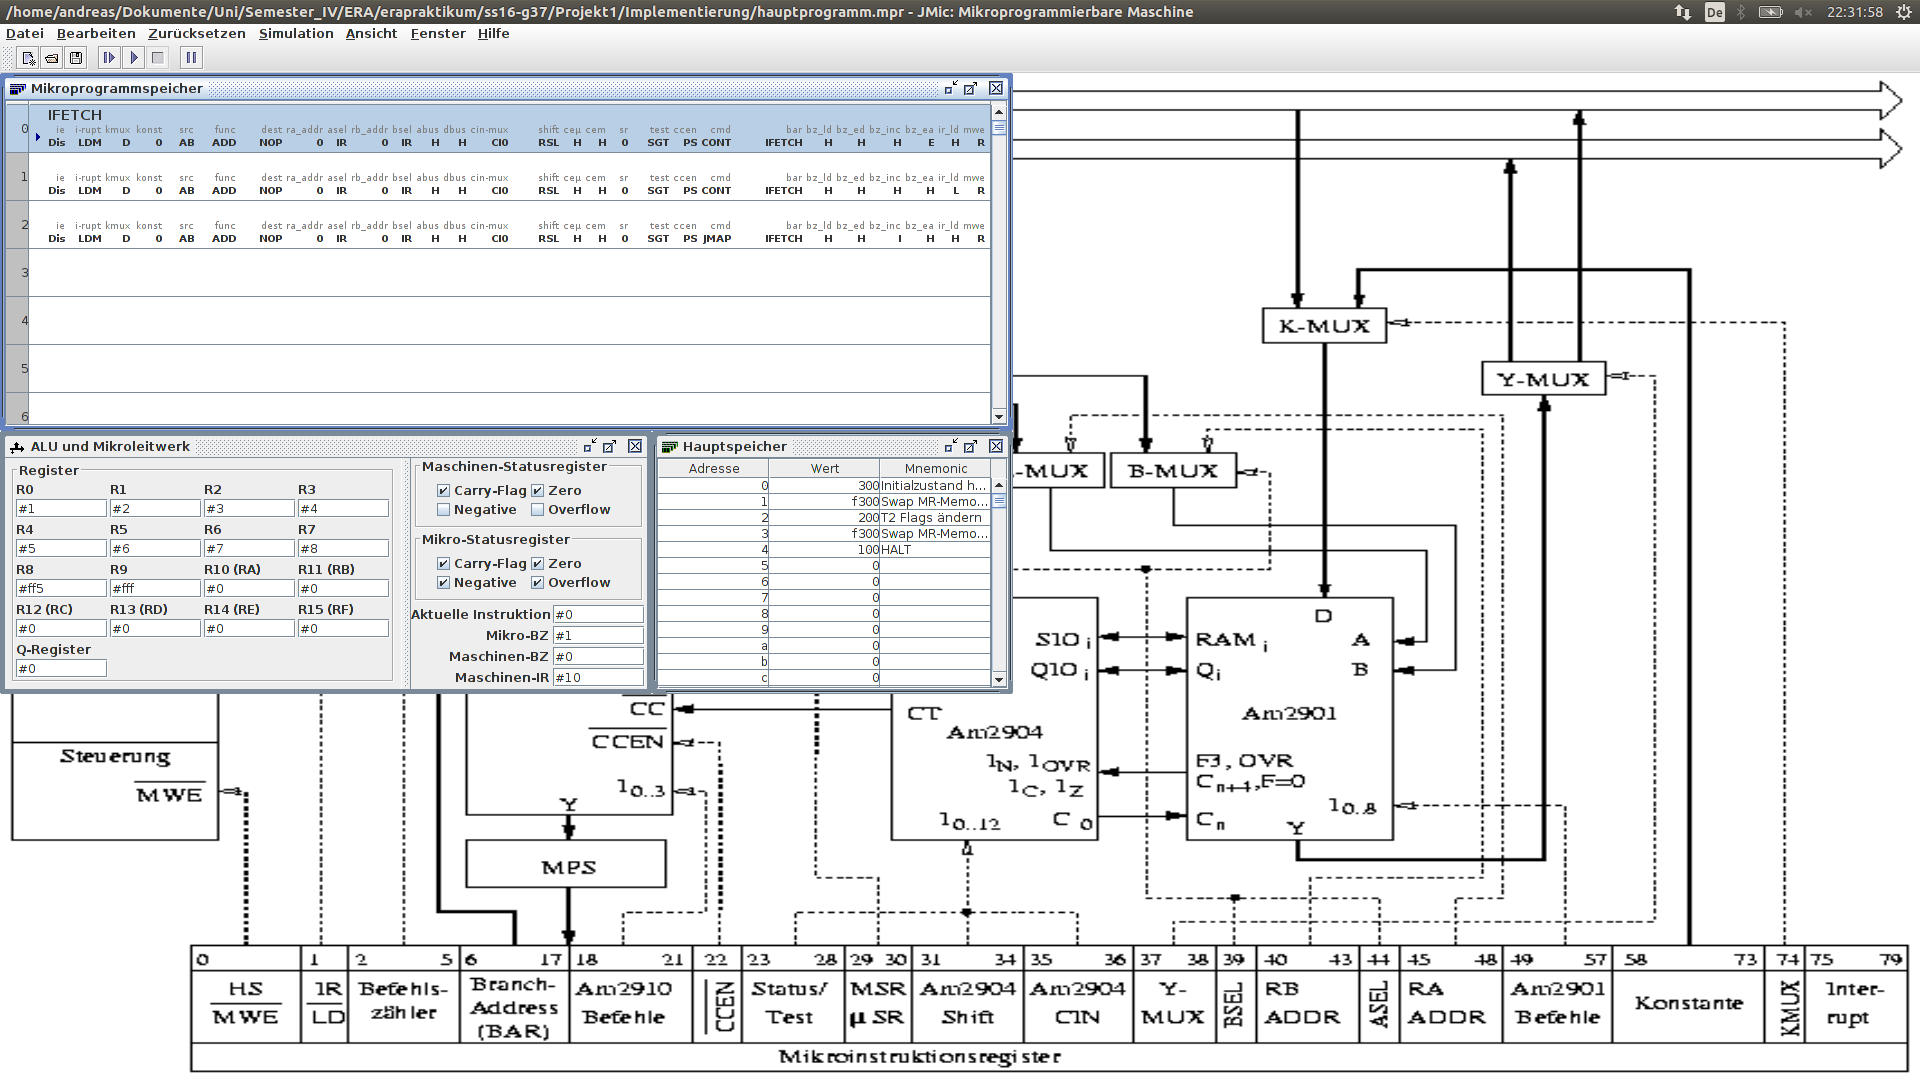 /home/andreas/Dokumente/Uni/Semester_IV/ERA/erapraktikum/ss16-g37/Projekt1/Implementierung/hauptprogramm.mpr - JMic: Mikroprogrammierbare Maschine De 22:31:58
Datei Bearbeiten Zurücksetzen Simulation Ansicht Fenster Hilfe
Mikroprogrammspeicher
IFETCH
0 ie i-rupt kmux konst src func dest ra_addr asel rb_addr bsel abus dbus cin-mux shift ceμ cem sr test ccen cmd bar bz_ld bz_ed bz_inc bz_ea ir_ld mwe
Dis LDM D 0 AB ADD NOP 0 IR 0 IR H H CI0 RSL H H 0 SGT PS CONT IFETCH H H H E H R
1 ie i-rupt kmux konst src func dest ra_addr asel rb_addr bsel abus dbus cin-mux shift ceμ cem sr test ccen cmd bar bz_ld bz_ed bz_inc bz_ea ir_ld mwe
Dis LDM D 0 AB ADD NOP 0 IR 0 IR H H CI0 RSL H H 0 SGT PS CONT IFETCH H H H H L R
2 ie i-rupt kmux konst src func dest ra_addr asel rb_addr bsel abus dbus cin-mux shift ceμ cem sr test ccen cmd bar bz_ld bz_ed bz_inc bz_ea ir_ld mwe
Dis LDM D 0 AB ADD NOP 0 IR 0 IR H H CI0 RSL H H 0 SGT PS JMAP IFETCH H H I H H R
3
4
5
6
ALU und Mikroleitwerk
Register
R0 R1 R2 R3
#1 #2 #3 #4
R4 R5 R6 R7
#5 #6 #7 #8
R8 R9 R10 (RA) R11 (RB)
#ff5 #fff #0 #0
R12 (RC) R13 (RD) R14 (RE) R15 (RF)
#0 #0 #0 #0
Q-Register
#0
Maschinen-Statusregister
Carry-Flag Zero
Negative Overflow
Mikro-Statusregister
Carry-Flag Zero
Negative Overflow
Aktuelle Instruktion #0
Mikro-BZ #1
Maschinen-BZ #0
Maschinen-IR #10
Hauptspeicher
Adresse Wert Mnemonic
0 300 Initialzustand h...
1 f300 Swap MR-Memo...
2 200 T2 Flags ändern
3 f300 Swap MR-Memo...
4 100 HALT
5 0
6 0
7 0
8 0
9 0
a 0
b 0
c 0
K-MUX
Y-MUX
-MUX B-MUX
SIO i
QIO i
CT
Am2904
I N, I OVR
I C, I Z
I 0..12 C 0
D
RAM i A
Q i B
Am2901
F3, OVR
C n+4, F=0
I 0..8
C n Y
CC
CCEN
I 0..3
Y
MPS
Steuerung
MWE
0 1 2 5 6 17 18 21 22 23 28 29 30 31 34 35 36 37 38 39 40 43 44 45 48 49 57 58 73 74 75 79
HS MWE
IR LD
Befehls-zähler
Branch-Address (BAR)
Am2910 Befehle
CCEN
Status/ Test
MSR μSR
Am2904 Shift
Am2904 CIN
Y-MUX
BSEL
RB ADDR
ASEL
RA ADDR
Am2901 Befehle
Konstante
KMUX
Inter-rupt
Mikroinstruktionsregister